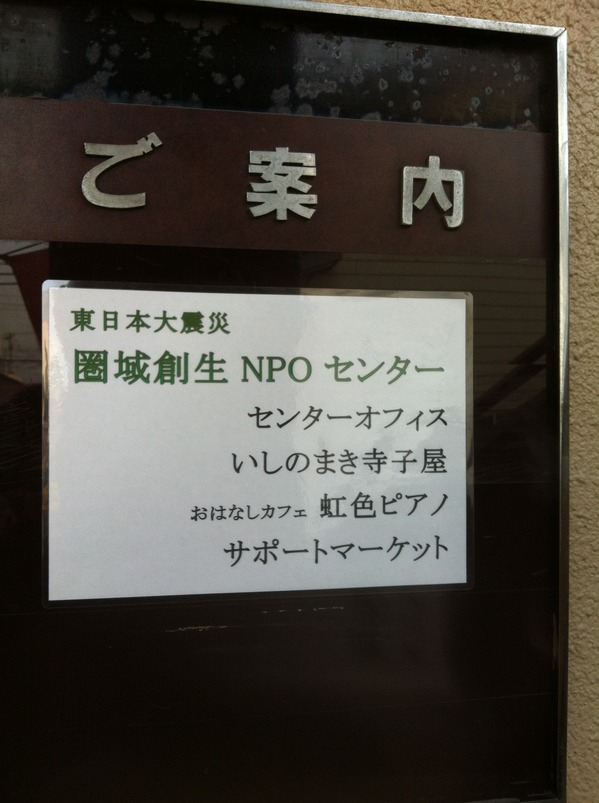 ご案内
東日本大震災
圏域創生 NPO センター
センターオフィス
いしのまき寺子屋
おはなしカフェ 虹色ピアノ
サポートマーケット